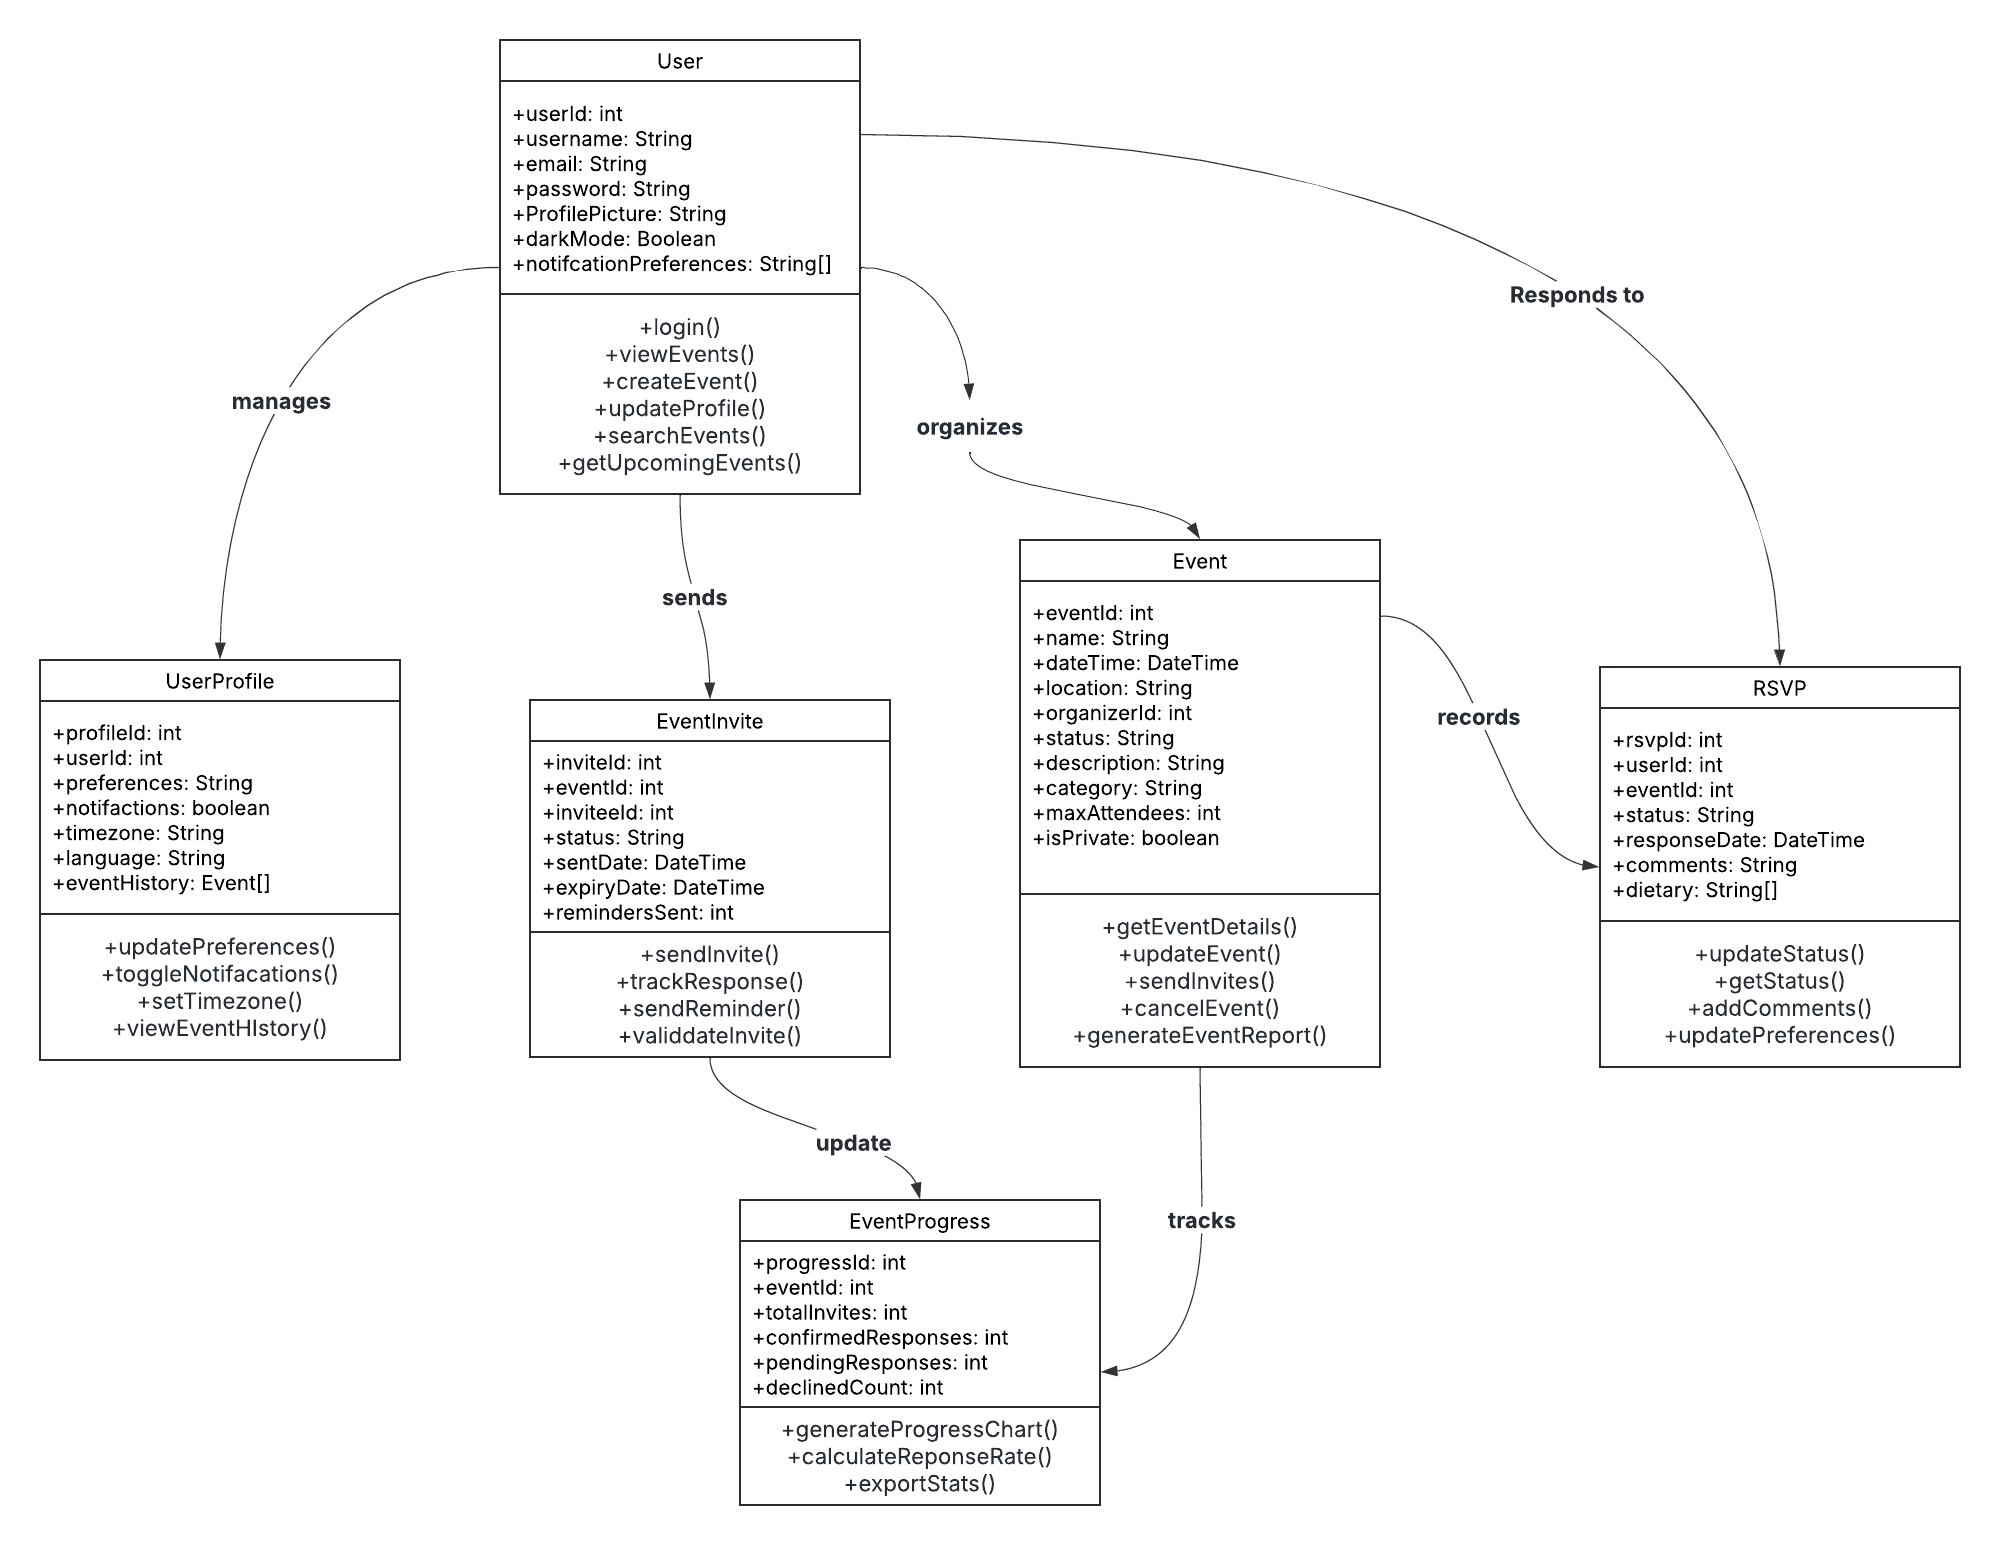 User
+userId: int
+username: String
+email: String
+password: String
+ProfilePicture: String
+darkMode: Boolean
+notifcationPreferences: String[]
+login()
+viewEvents()
+createEvent()
+updateProfile()
+searchEvents()
+getUpcomingEvents()
manages
sends
organizes
Responds to
UserProfile
+profileId: int
+userId: int
+preferences: String
+notifactions: boolean
+timezone: String
+language: String
+eventHistory: Event[]
+updatePreferences()
+toggleNotifacations()
+setTimezone()
+viewEventHIstory()
EventInvite
+inviteId: int
+eventId: int
+inviteeId: int
+status: String
+sentDate: DateTime
+expiryDate: DateTime
+remindersSent: int
+sendInvite()
+trackResponse()
+sendReminder()
+validdateInvite()
Event
+eventId: int
+name: String
+dateTime: DateTime
+location: String
+organizerId: int
+status: String
+description: String
+category: String
+maxAttendees: int
+isPrivate: boolean
+getEventDetails()
+updateEvent()
+sendInvites()
+cancelEvent()
+generateEventReport()
records
RSVP
+rsvpId: int
+userId: int
+eventId: int
+status: String
+responseDate: DateTime
+comments: String
+dietary: String[]
+updateStatus()
+getStatus()
+addComments()
+updatePreferences()
update
tracks
EventProgress
+progressId: int
+eventId: int
+totalInvites: int
+confirmedResponses: int
+pendingResponses: int
+declinedCount: int
+generateProgressChart()
+calculateReponseRate()
+exportStats()